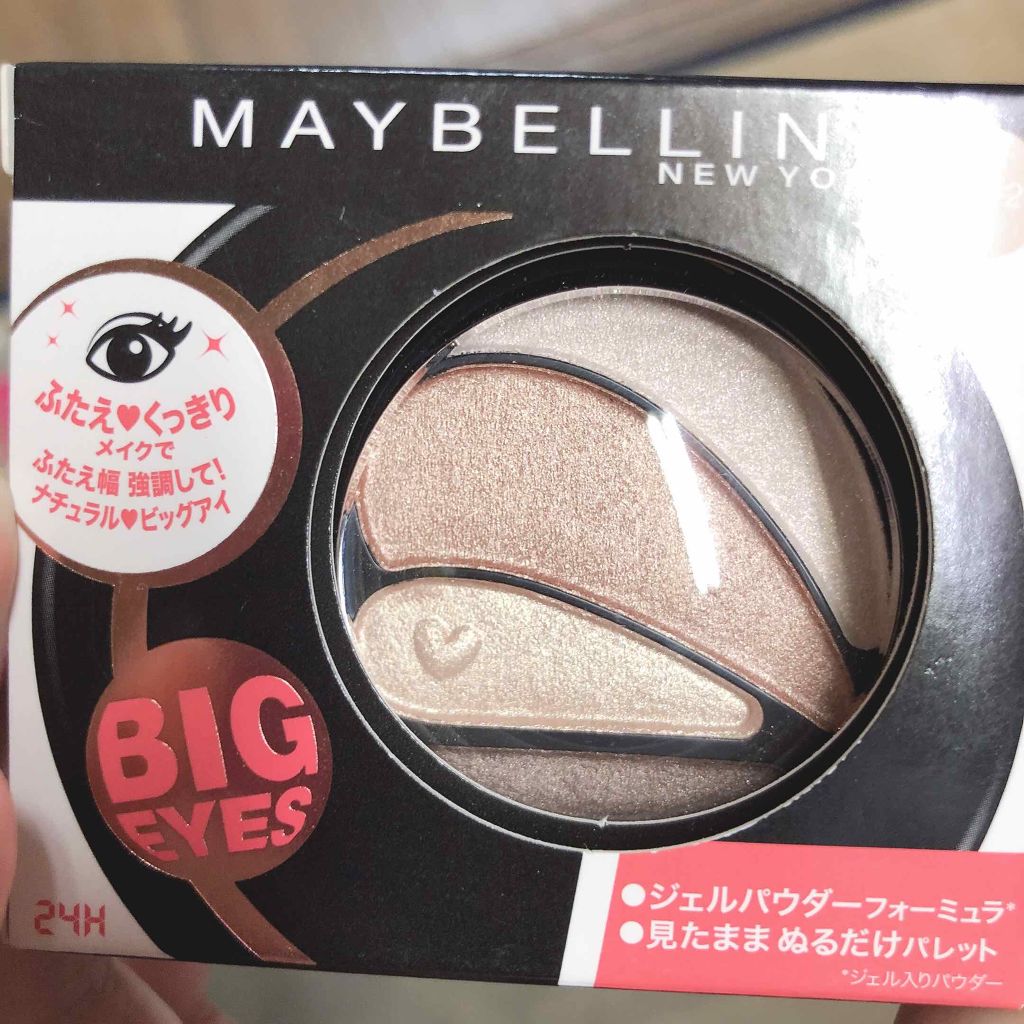 MAYBELLIN
NEW YO
ふたえ♥くっきり
メイクで
ふたえ幅 強調して!
ナチュラル♥ビッグアイ
BIG
EYES
24H
●ジェルパウダーフォーミュラ*
●見たまま ぬるだけパレット
*ジェル入りパウダー